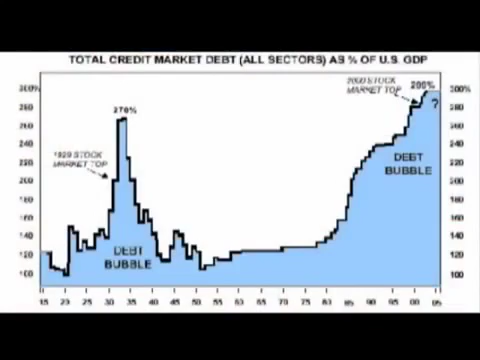 TOTAL CREDIT MARKET DEBT (ALL SECTORS) AS % OF U.S. GDP
2000 STOCK
MARKET TOP
300%
280
260
240
220
200
180
160
140
120
100
270%
1929 STOCK
MARKET TOP
DEBT
BUBBLE
?
DEBT
BUBBLE
300%
280
260
240
220
200
180
160
140
120
100
15 20 25 30 35 40 45 50 55 60 65 70 75 80 85 90 95 00 05